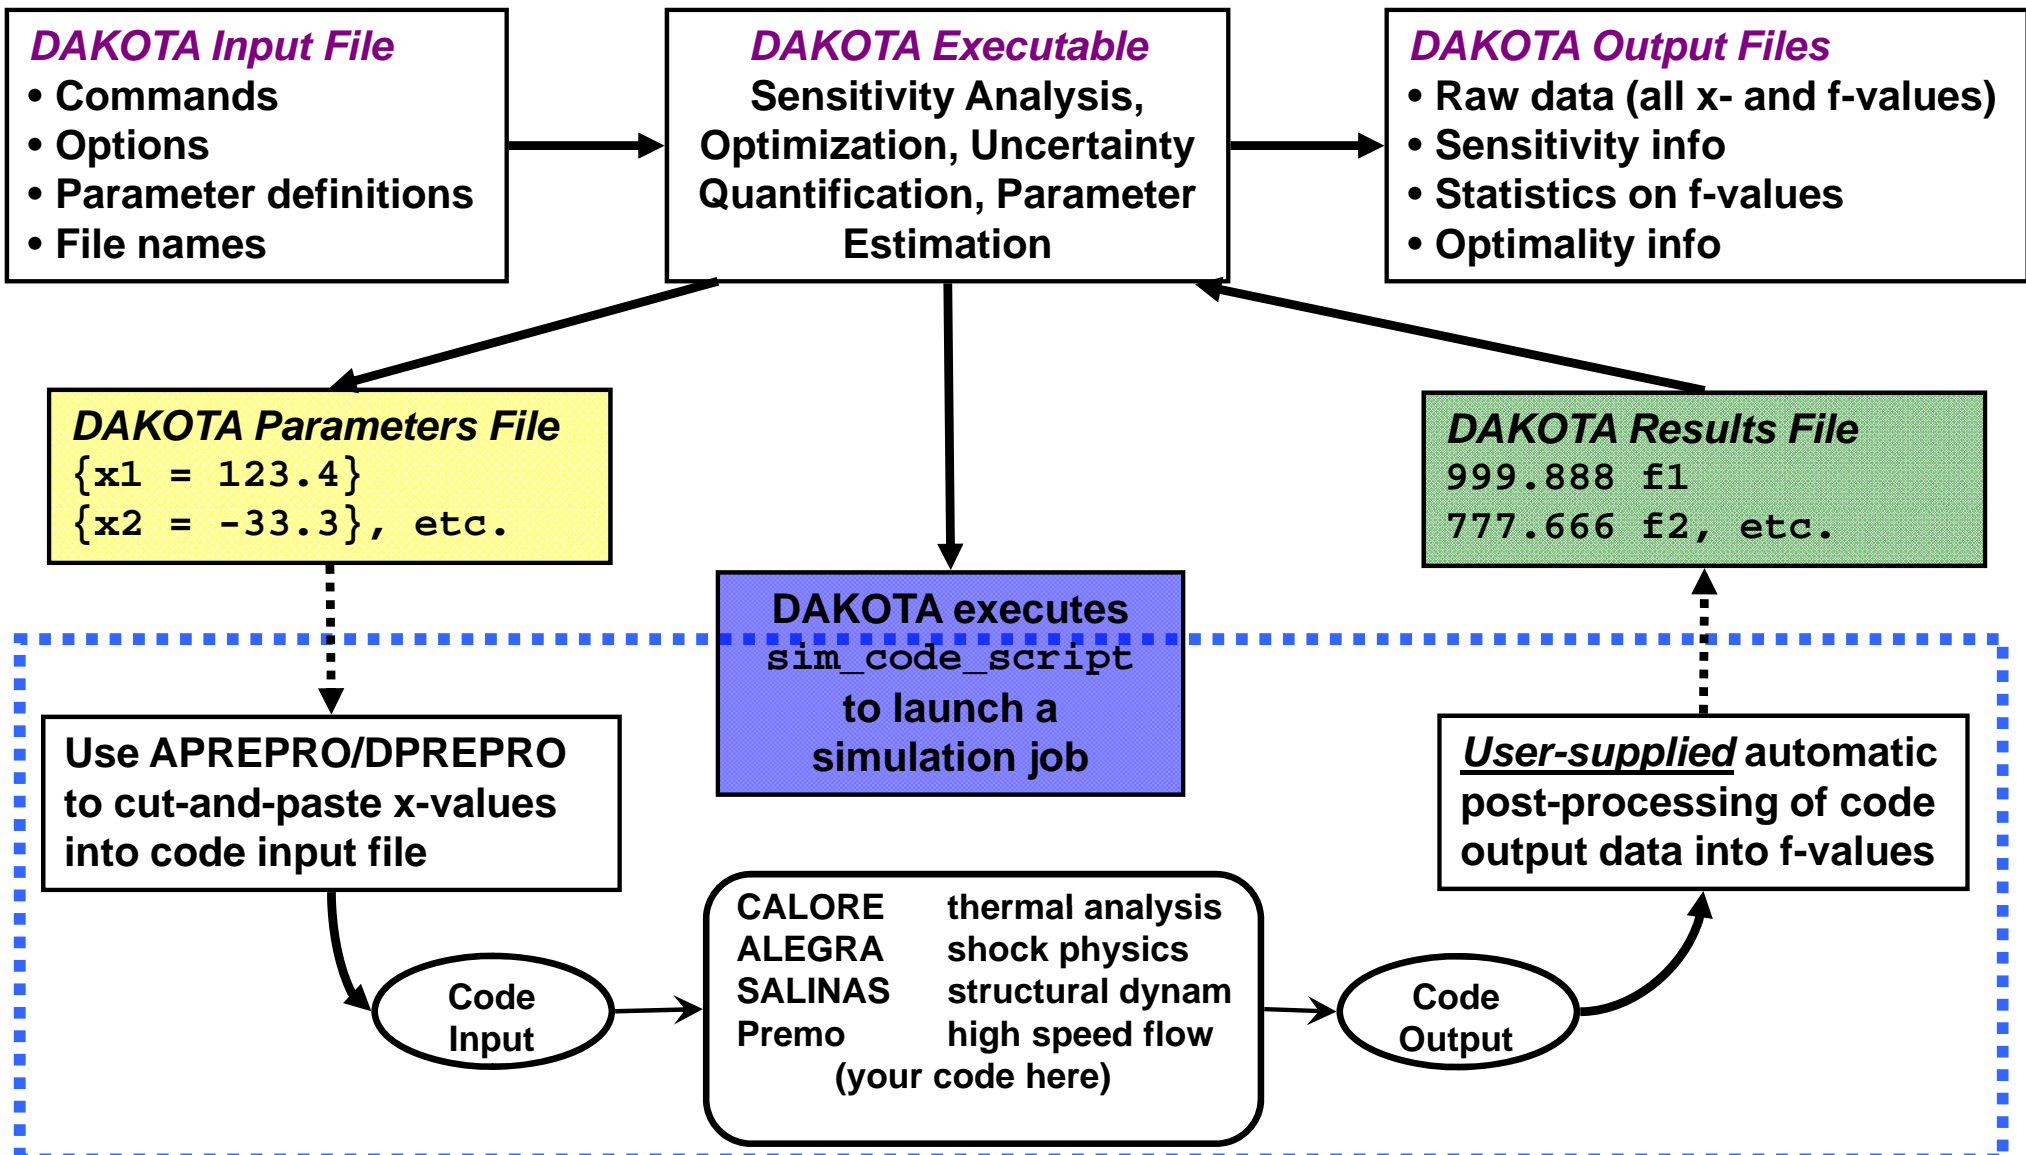 DAKOTA Input File
• Commands
• Options
• Parameter definitions
• File names
DAKOTA Executable
Sensitivity Analysis,
Optimization, Uncertainty
Quantification, Parameter
Estimation
DAKOTA Output Files
• Raw data (all x- and f-values)
• Sensitivity info
• Statistics on f-values
• Optimality info
DAKOTA Parameters File
{x1 = 123.4}
{x2 = -33.3}, etc.
DAKOTA executes
sim_code_script
to launch a
simulation job
DAKOTA Results File
999.888 f1
777.666 f2, etc.
Use APREPRO/DPREPRO
to cut-and-paste x-values
into code input file
User-supplied automatic
post-processing of code
output data into f-values
Code
Input
CALORE thermal analysis
ALEGRA shock physics
SALINAS structural dynam
Premo high speed flow
(your code here)
Code
Output